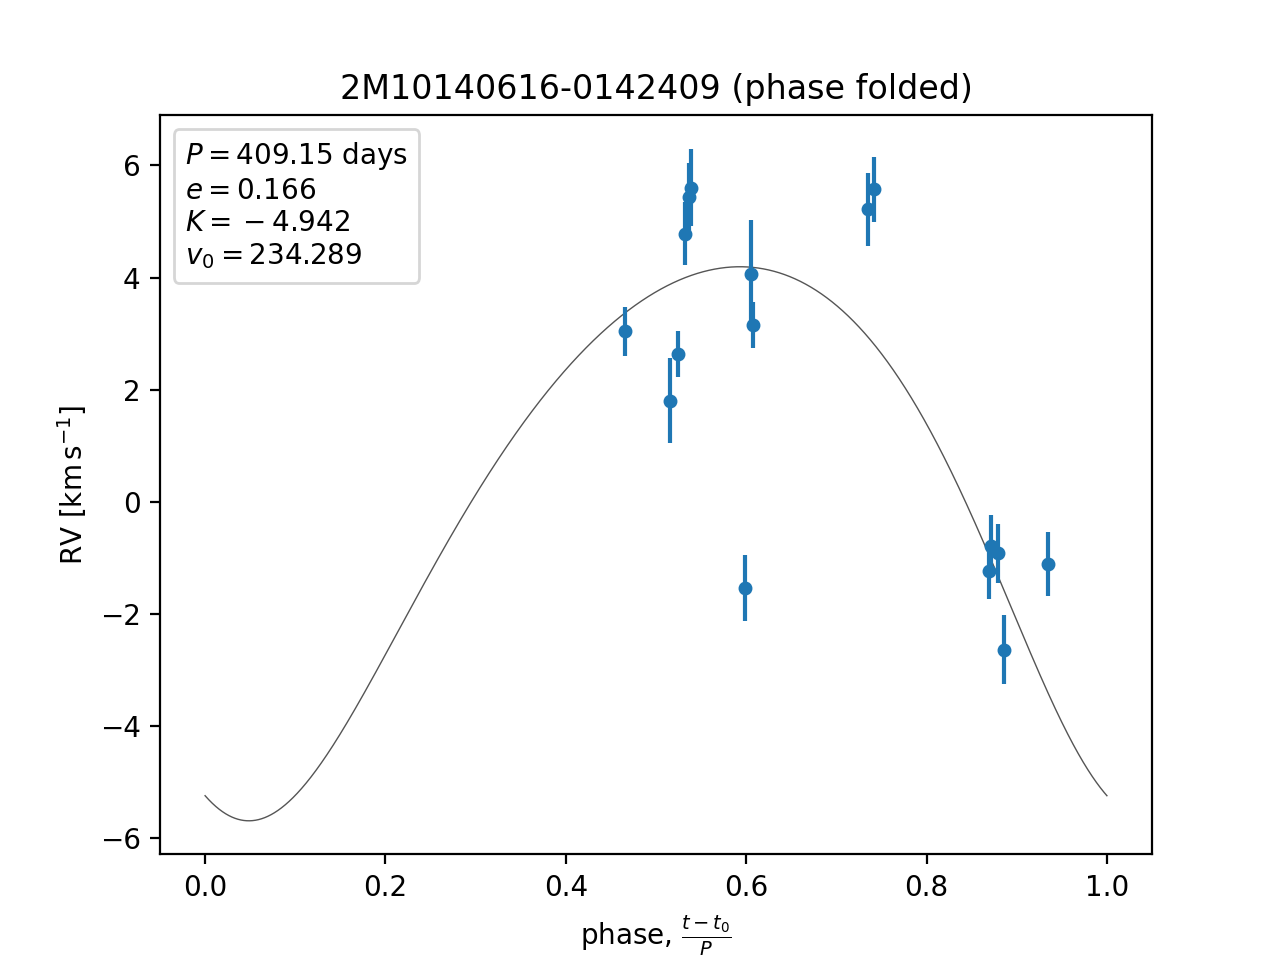 2M10140616-0142409 (phase folded)
P = 409.15 days
e = 0.166
K = −4.942
v₀ = 234.289
6
4
2
0
−2
−4
−6
RV [km s⁻¹]
0.0 0.2 0.4 0.6 0.8 1.0
phase, (t − t₀)/P